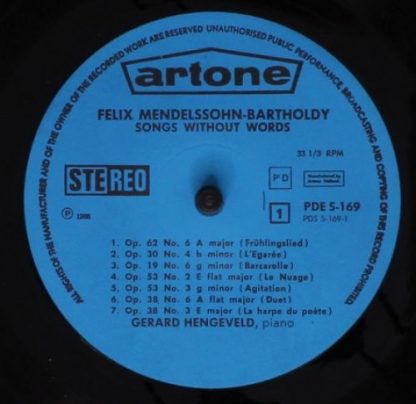 ALL RIGHTS OF THE MANUFACTURER AND OF THE OWNER OF THE RECORDED WORK ARE RESERVED UNAUTHORISED PUBLIC PERFORMANCE, BROADCASTING AND COPYING OF THIS RECORD PROHIBITED.
artone
FELIX MENDELSSOHN-BARTHOLDY
SONGS WITHOUT WORDS
33 1/3 RPM
STEREO
PD
Manufactured by
Artone Holland.
PDE S-169
1
PDS S-169-1
Ⓟ 1966
1. Op. 62 No. 6 A major (Frühlingslied)
2. Op. 30 No. 4 b minor (L'Egarée)
3. Op. 19 No. 6 g minor (Barcarolle)
4. Op. 53 No. 2 E flat major (Le Nuage)
5. Op. 53 No. 3 g minor (Agitation)
6. Op. 38 No. 6 A flat major (Duet)
7. Op. 38 No. 3 E major (La harpe du poète)
GERARD HENGEVELD, piano